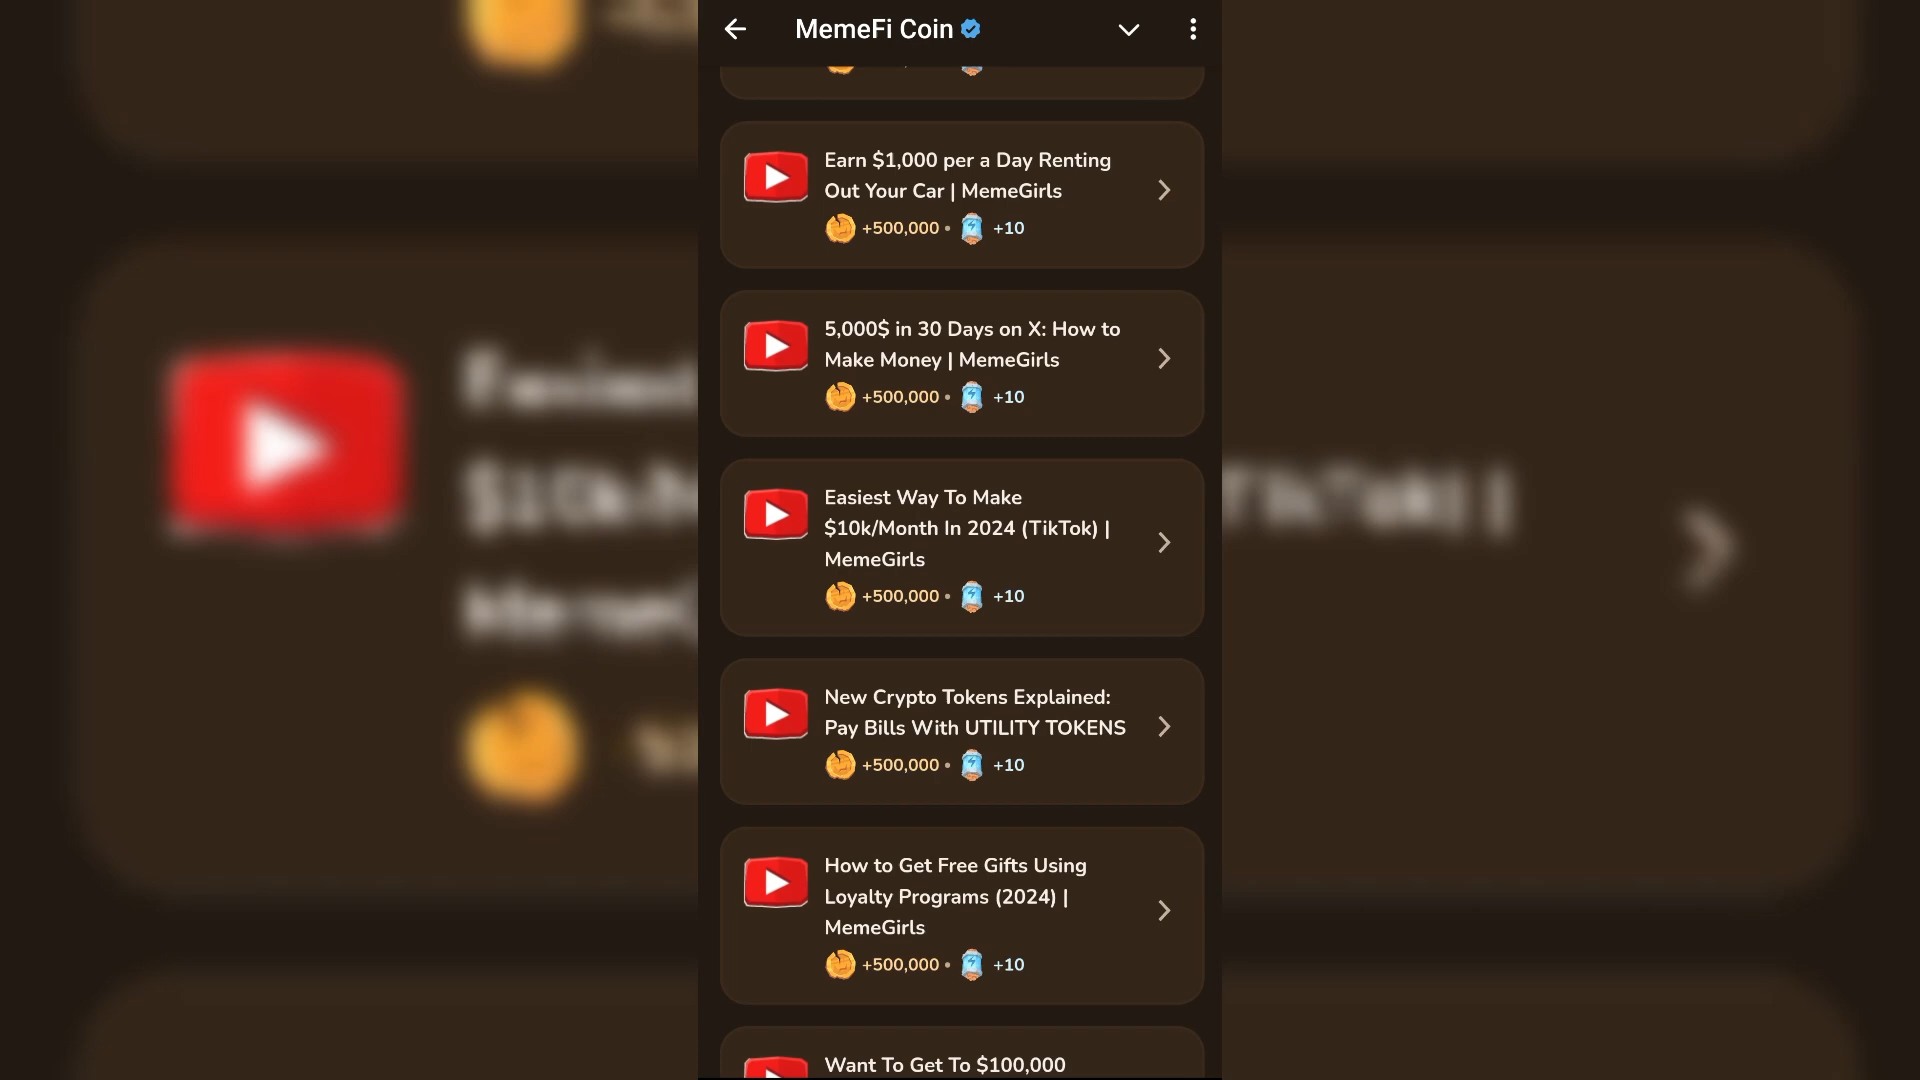 MemeFi Coin
Earn $1,000 per a Day Renting
Out Your Car | MemeGirls
+500,000 • +10
5,000$ in 30 Days on X: How to
Make Money | MemeGirls
+500,000 • +10
Easiest Way To Make
$10k/Month In 2024 (TikTok) |
MemeGirls
+500,000 • +10
New Crypto Tokens Explained:
Pay Bills With UTILITY TOKENS
+500,000 • +10
How to Get Free Gifts Using
Loyalty Programs (2024) |
MemeGirls
+500,000 • +10
Want To Get To $100,000